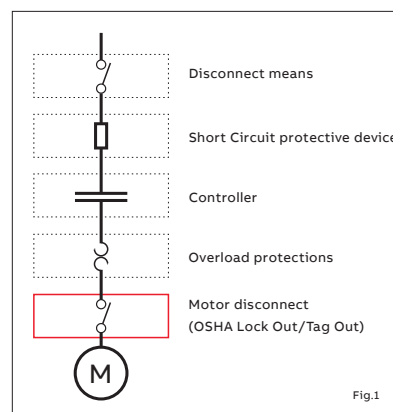 Disconnect means
Short Circuit protective device
Controller
Overload protections
Motor disconnect
(OSHA Lock Out/Tag Out)
M
Fig.1